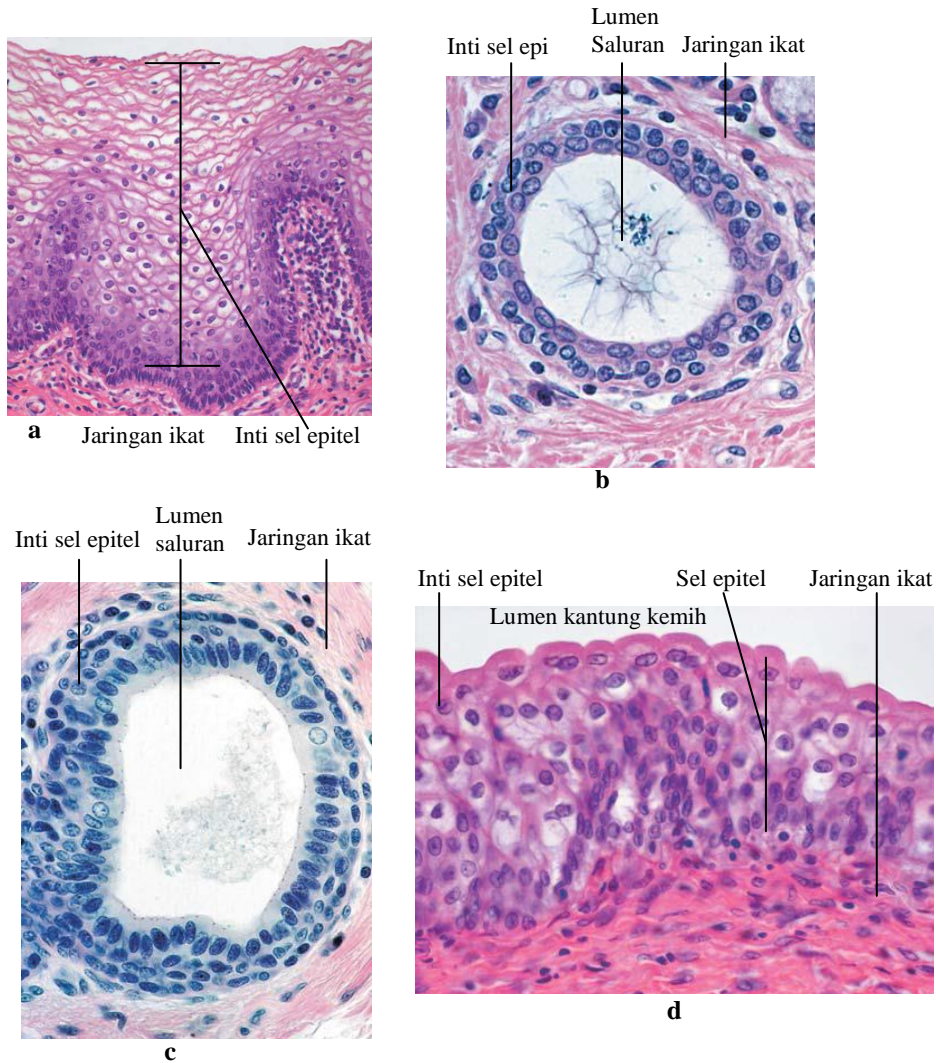 Inti sel epi
Lumen
Saluran
Jaringan ikat
a
Jaringan ikat
Inti sel epitel
b
Inti sel epitel
Lumen
saluran
Jaringan ikat
c
Inti sel epitel
Sel epitel
Jaringan ikat
Lumen kantung kemih
d